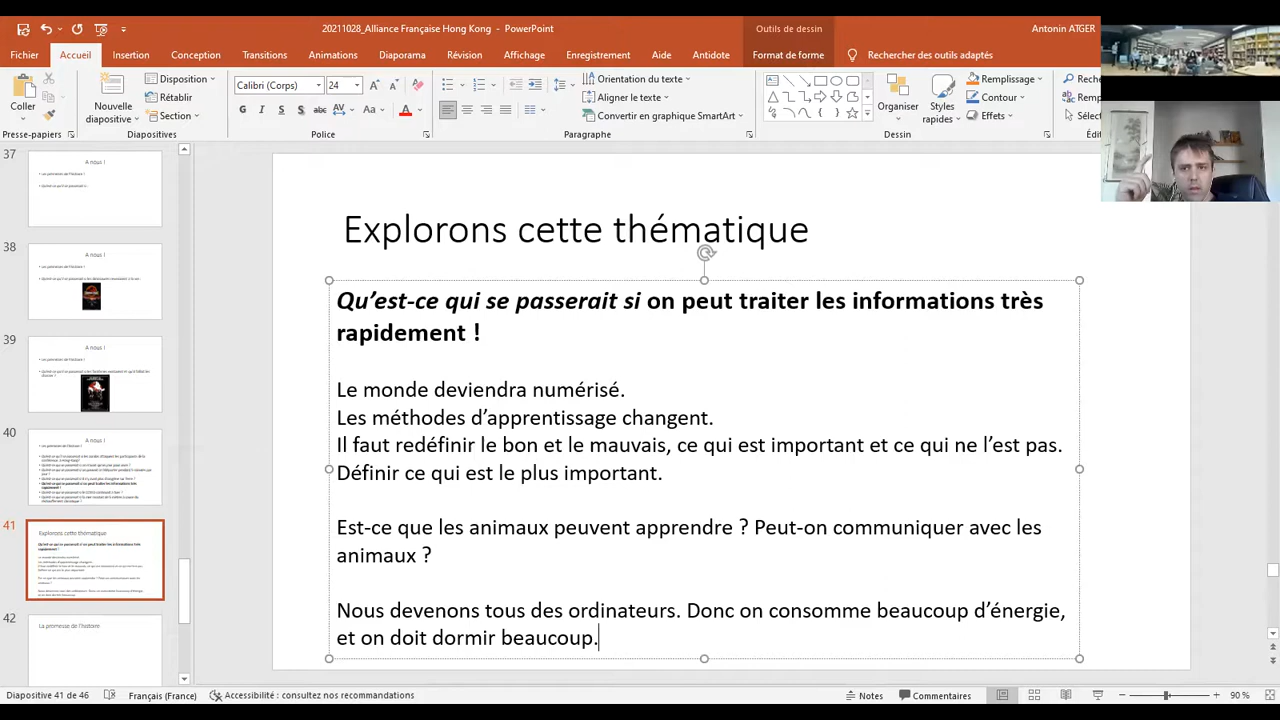 20211028_Alliance Française Hong Kong - PowerPoint
Outils de dessin
Antonin ATGER
Fichier
Accueil
Insertion
Conception
Transitions
Animations
Diaporama
Révision
Affichage
Enregistrement
Aide
Antidote
Format de forme
Rechercher des outils adaptés
Coller
Nouvelle
diapositive
Disposition
Rétablir
Section
Calibri (Corps)
24
Orientation du texte
Aligner le texte
Convertir en graphique SmartArt
Organiser
Styles
rapides
Remplissage
Contour
Effets
Presse-papiers
Diapositives
Police
Paragraphe
Dessin
37
A nous !
38
A nous !
39
A nous !
40
A nous !
41
Explorons cette thématique
42
La promesse de l'histoire
Explorons cette thématique
Qu'est-ce qui se passerait si on peut traiter les informations très
rapidement !
Le monde deviendra numérisé.
Les méthodes d'apprentissage changent.
Il faut redéfinir le bon et le mauvais, ce qui est important et ce qui ne l'est pas.
Définir ce qui est le plus important.
Est-ce que les animaux peuvent apprendre ? Peut-on communiquer avec les
animaux ?
Nous devenons tous des ordinateurs. Donc on consomme beaucoup d'énergie,
et on doit dormir beaucoup.
Diapositive 41 de 46
Français (France)
Accessibilité : consultez nos recommandations
Notes
Commentaires
90 %